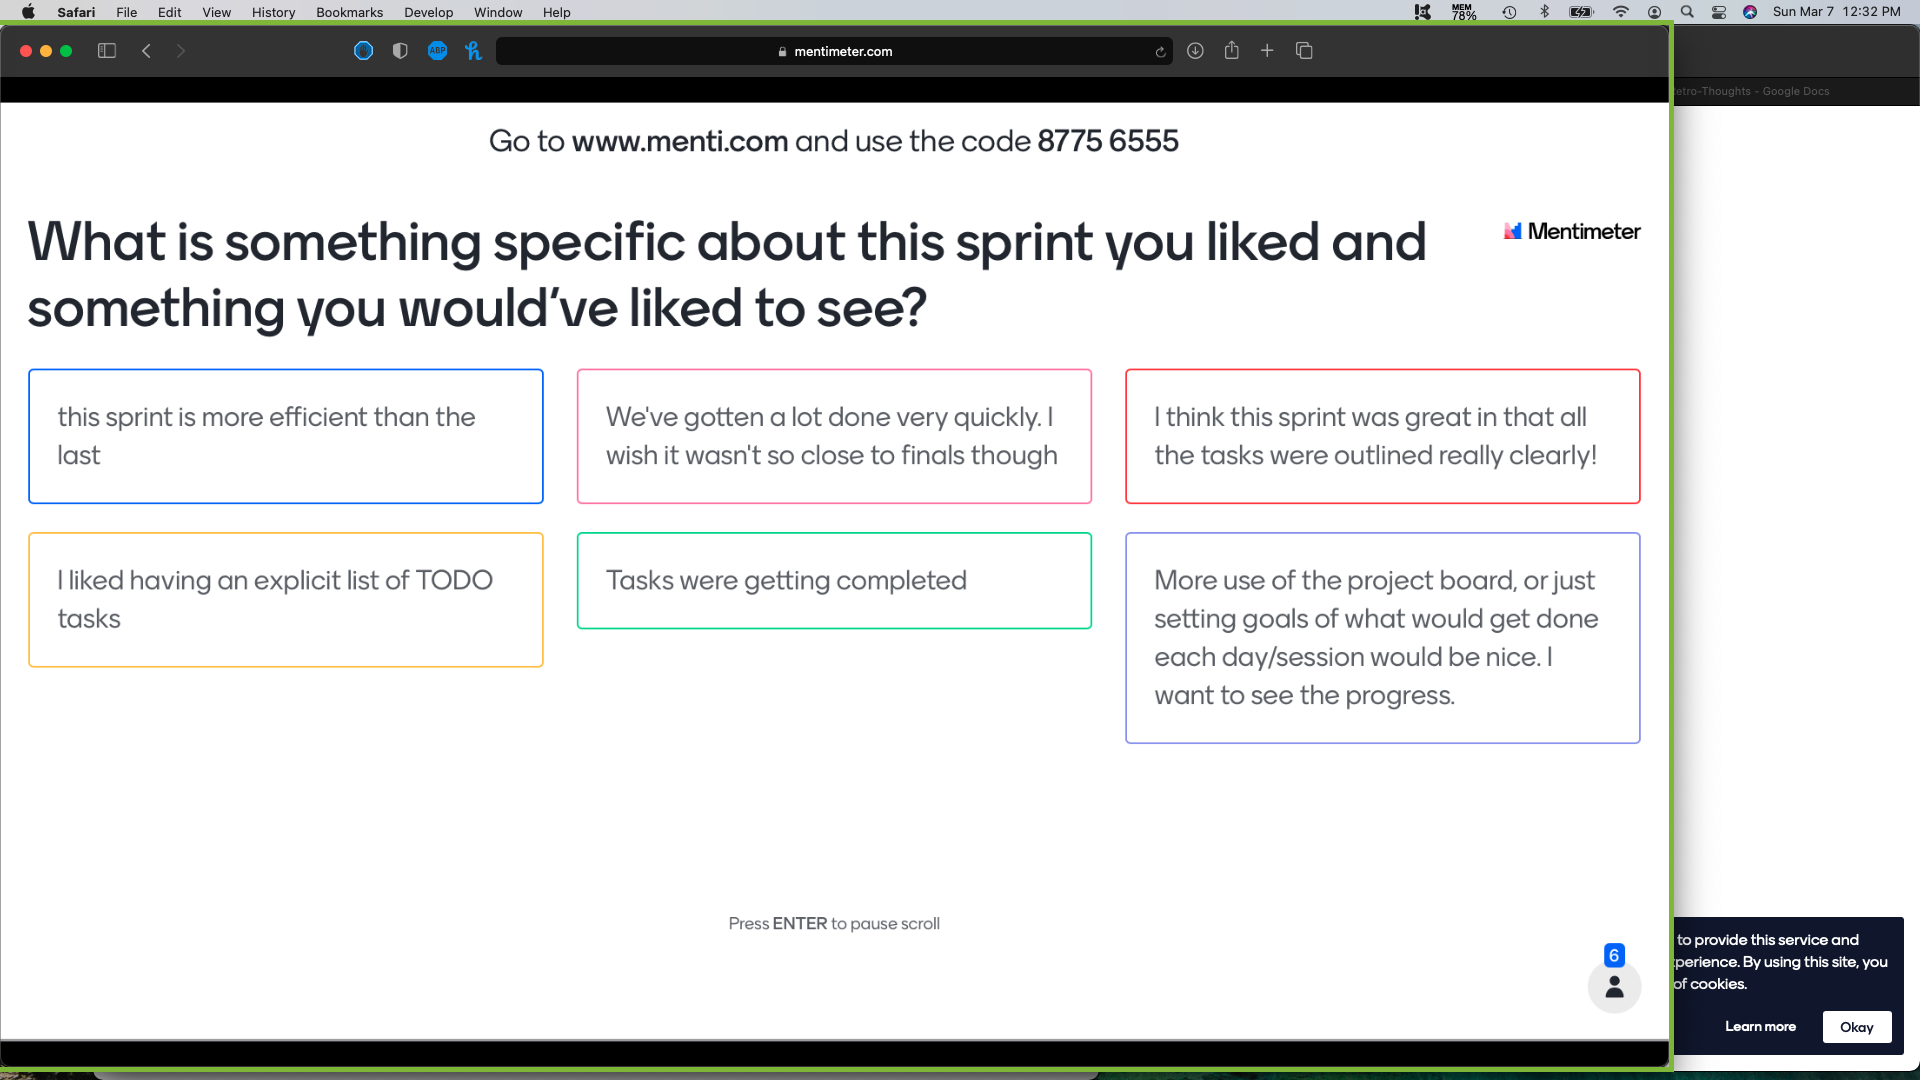 Safari File Edit View History Bookmarks Develop Window Help MEM 78% Sun Mar 7 12:32 PM
ABP mentimeter.com
Retro-Thoughts - Google Docs
Go to www.menti.com and use the code 8775 6555
What is something specific about this sprint you liked and
something you would've liked to see?
Mentimeter
this sprint is more efficient than the
last
We've gotten a lot done very quickly. I
wish it wasn't so close to finals though
I think this sprint was great in that all
the tasks were outlined really clearly!
I liked having an explicit list of TODO
tasks
Tasks were getting completed
More use of the project board, or just
setting goals of what would get done
each day/session would be nice. I
want to see the progress.
Press ENTER to pause scroll
6
to provide this service and
xperience. By using this site, you
of cookies.
Learn more Okay